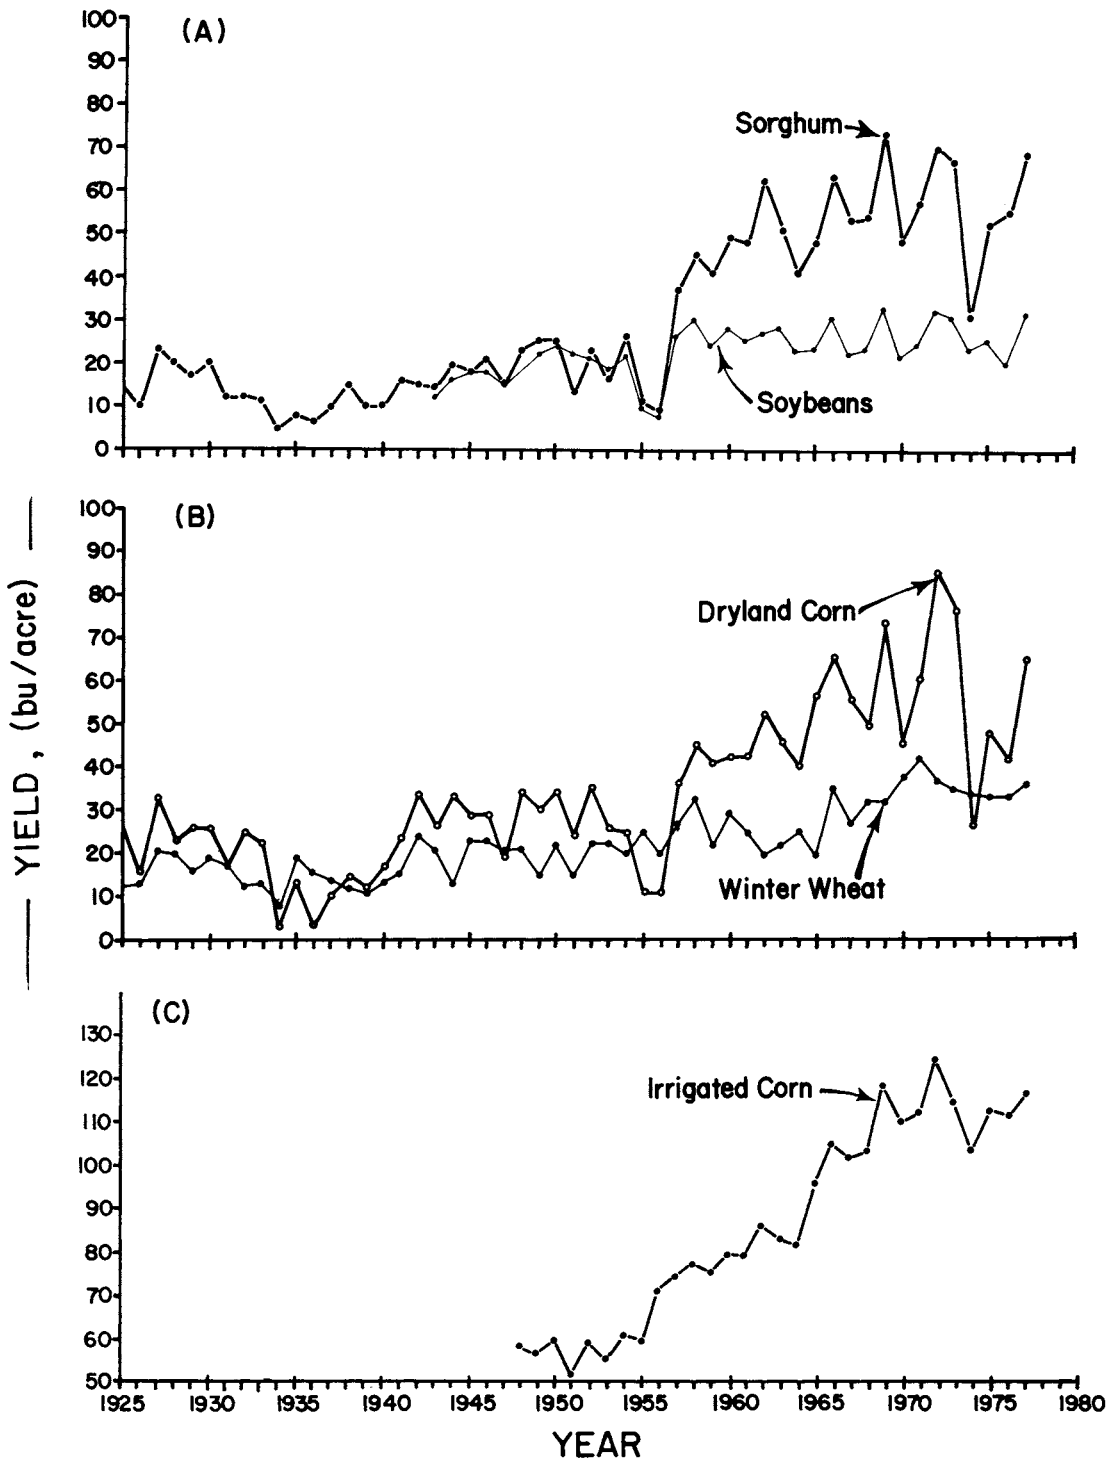 YIELD, (bu/acre)
(A)
100
90
80
70
60
50
40
30
20
10
0
Sorghum
Soybeans
(B)
100
90
80
70
60
50
40
30
20
10
0
Dryland Corn
Winter Wheat
(C)
130
120
110
100
90
80
70
60
50
Irrigated Corn
1925 1930 1935 1940 1945 1950 1955 1960 1965 1970 1975 1980
YEAR